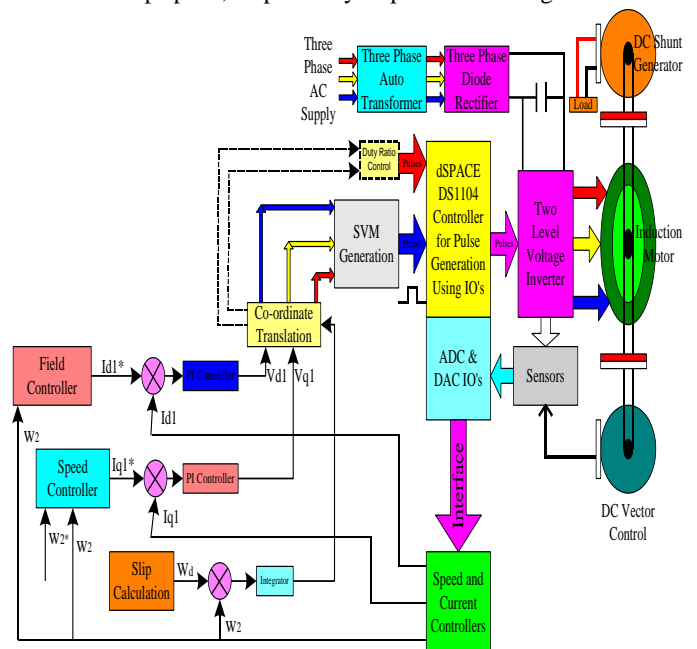 DC Shunt
Generator
Load
Three
Phase
AC
Supply
Three Phase
Auto
Transformer
Three Phase
Diode
Rectifier
Duty Ratio
Control
Pulses
dSPACE
DS1104
Controller
for Pulse
Generation
Using IO's
SVM
Generation
Pulses
Pulses
Two
Level
Voltage
Inverter
Induction
Motor
Co-ordinate
Translation
ADC &
DAC IO's
Sensors
Field
Controller
Id1*
PI Controller
Vd1
Vq1
Id1
W2
Speed
Controller
Iq1*
PI Controller
Iq1
W2*
W2
Interface
DC Vector
Control
Slip
Calculation
Wd
Integrator
W2
Speed and
Current
Controllers